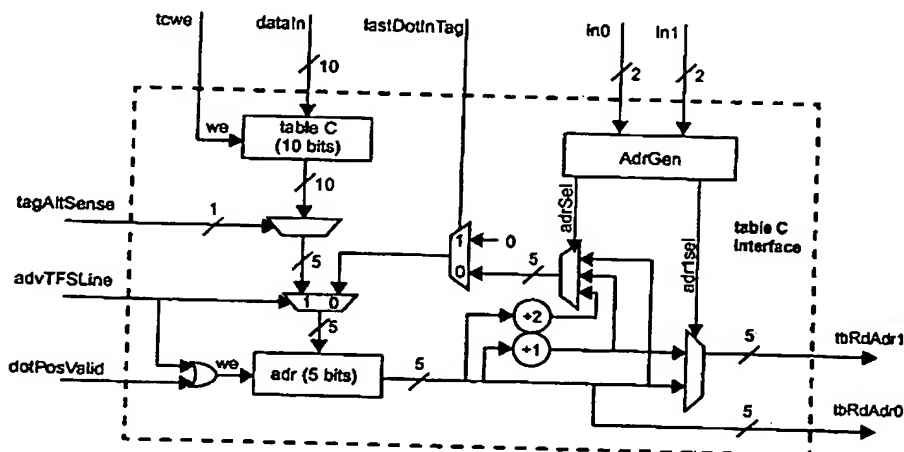 tcwe
dataIn
lastDotInTag
In0
In1
10
2
2
we
table C
(10 bits)
AdrGen
10
tagAltSense
1
adrSel
adr1sel
table C
interface
1
0
5
5
0
advTFSLine
1 0
5
+2
+1
5
tbRdAdr1
dotPosValid
we
adr (5 bits)
5
5
tbRdAdr0